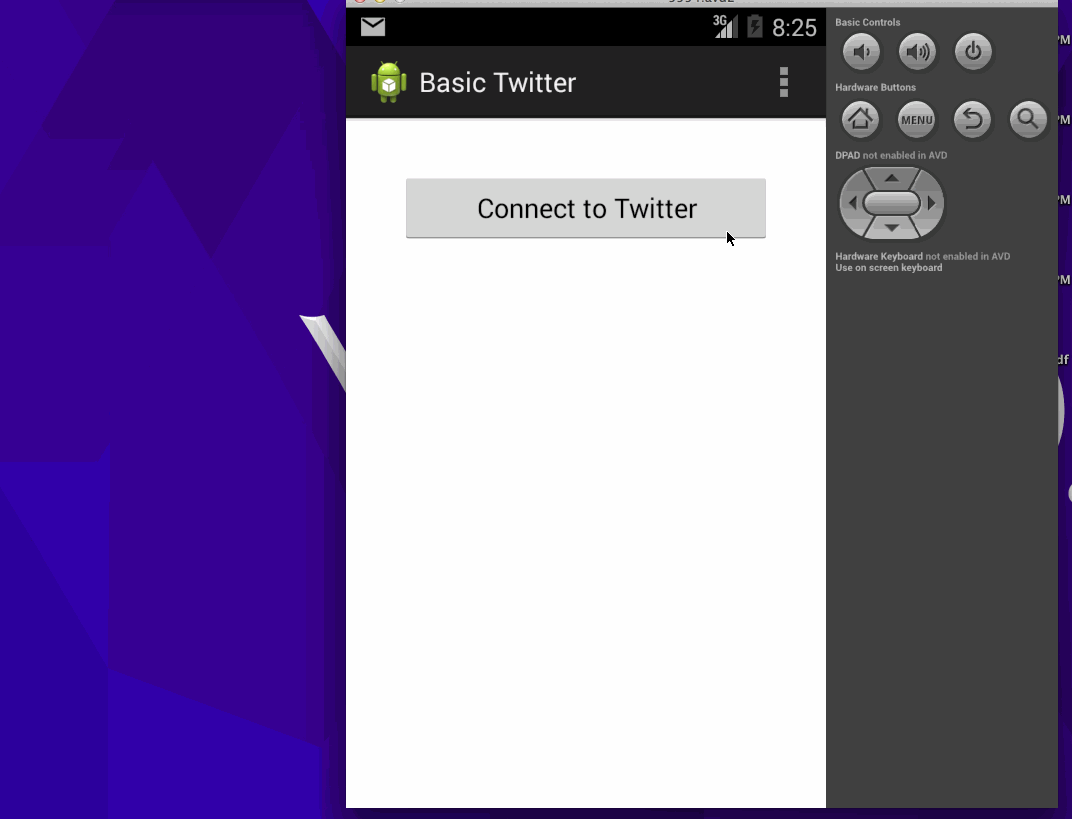 3G
8:25
Basic Twitter
Connect to Twitter
Basic Controls
Hardware Buttons
MENU
DPAD not enabled in AVD
Hardware Keyboard not enabled in AVD
Use on screen keyboard
PM
PM
PM
PM
df